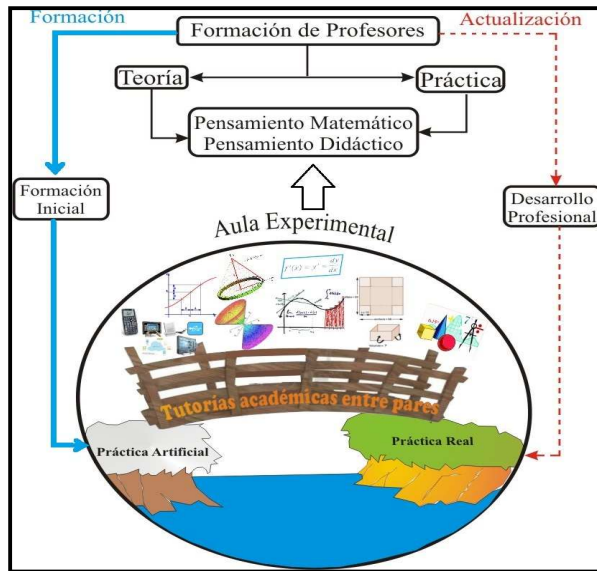 Formación
Actualización
Formación de Profesores
Teoría
Práctica
Pensamiento Matemático
Pensamiento Didáctico
Formación
Inicial
Desarrollo
Profesional
Aula Experimental
Tutorías académicas entre pares
Práctica Artificial
Práctica Real